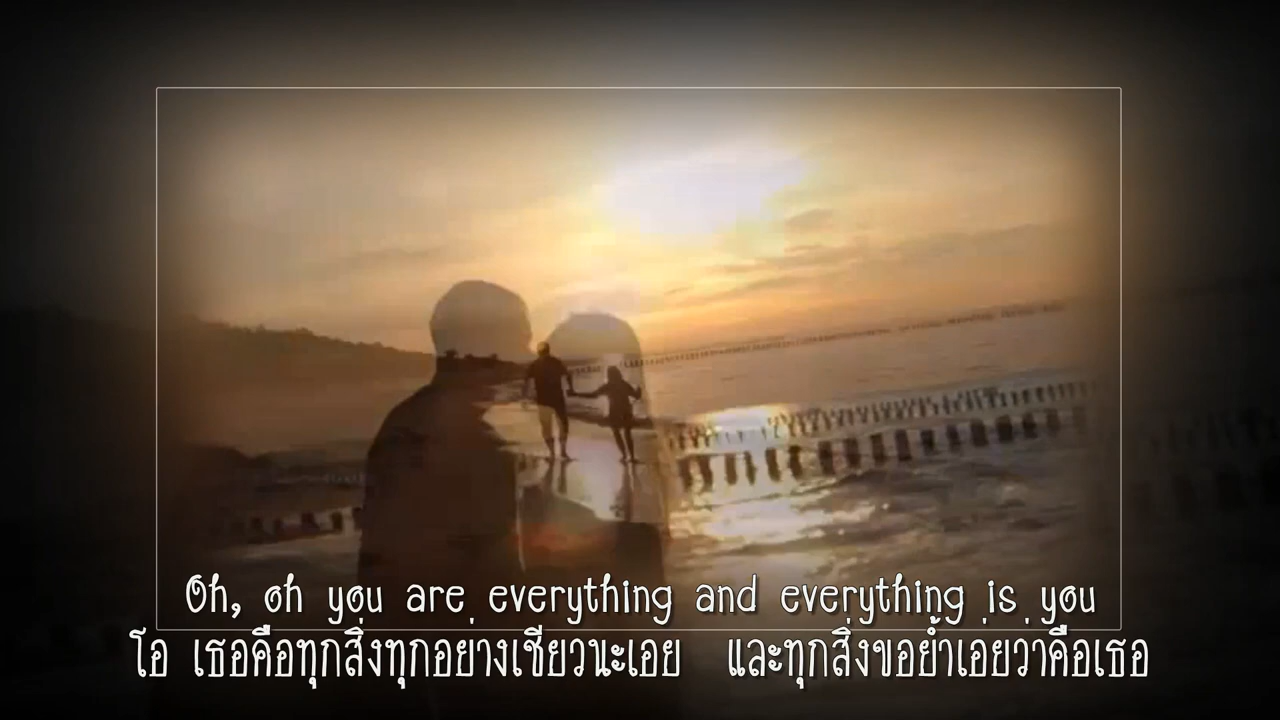 Oh, oh you are everything and everything is you
โอ เธอคือทุกสิ่งทุกอย่างเชียวนะเอย และทุกสิ่งขอย้ำเอ่ยว่าคือเธอ